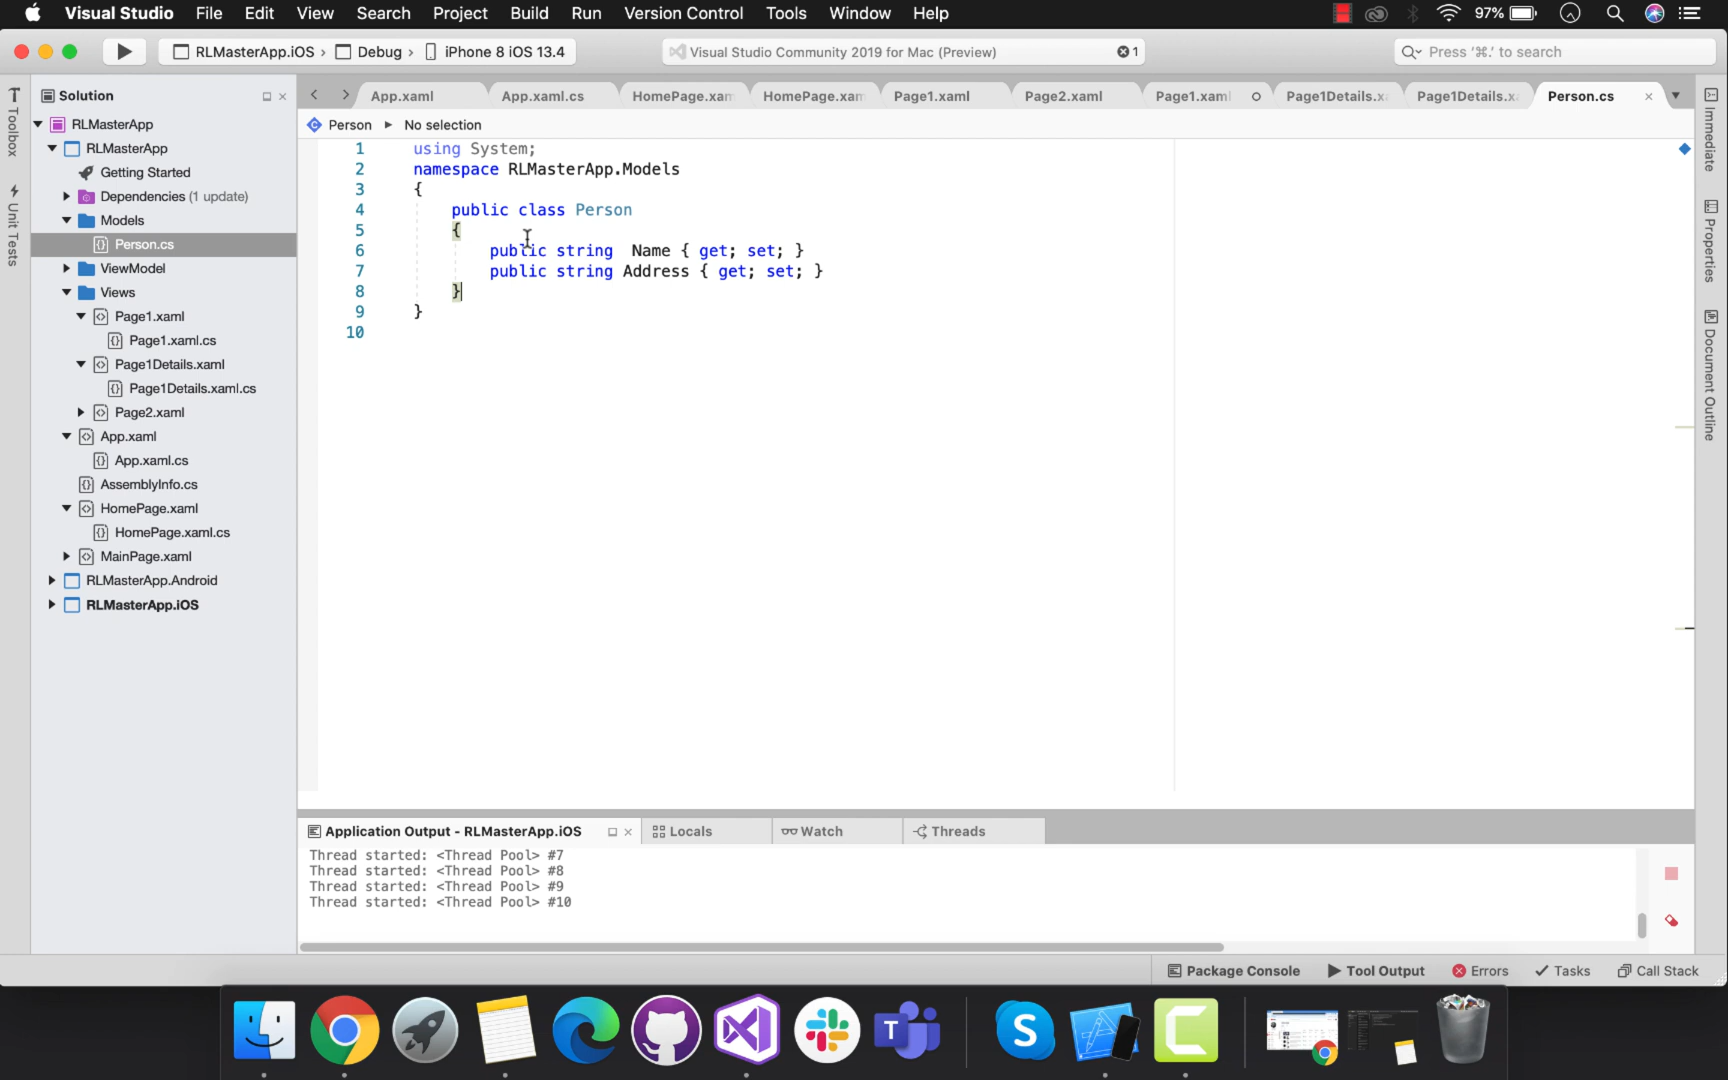 Visual Studio File Edit View Search Project Build Run Version Control Tools Window Help 97%
RLMasterApp.iOS › Debug › iPhone 8 iOS 13.4
Visual Studio Community 2019 for Mac (Preview) 1
Press ‘⌘.’ to search
Toolbox
Unit Tests
Solution
RLMasterApp
RLMasterApp
Getting Started
Dependencies (1 update)
Models
Person.cs
ViewModel
Views
Page1.xaml
Page1.xaml.cs
Page1Details.xaml
Page1Details.xaml.cs
Page2.xaml
App.xaml
App.xaml.cs
AssemblyInfo.cs
HomePage.xaml
HomePage.xaml.cs
MainPage.xaml
RLMasterApp.Android
RLMasterApp.iOS
App.xaml App.xaml.cs HomePage.xam HomePage.xam Page1.xaml Page2.xaml Page1.xaml Page1Details.x Page1Details.x Person.cs
Person No selection
1 using System;
2 namespace RLMasterApp.Models
3 {
4 public class Person
5 {
6 public string  Name { get; set; }
7 public string Address { get; set; }
8 }
9 }
10
Immediate
Properties
Document Outline
Application Output - RLMasterApp.iOS Locals Watch Threads
Thread started: <Thread Pool> #7
Thread started: <Thread Pool> #8
Thread started: <Thread Pool> #9
Thread started: <Thread Pool> #10
Package Console Tool Output Errors Tasks Call Stack